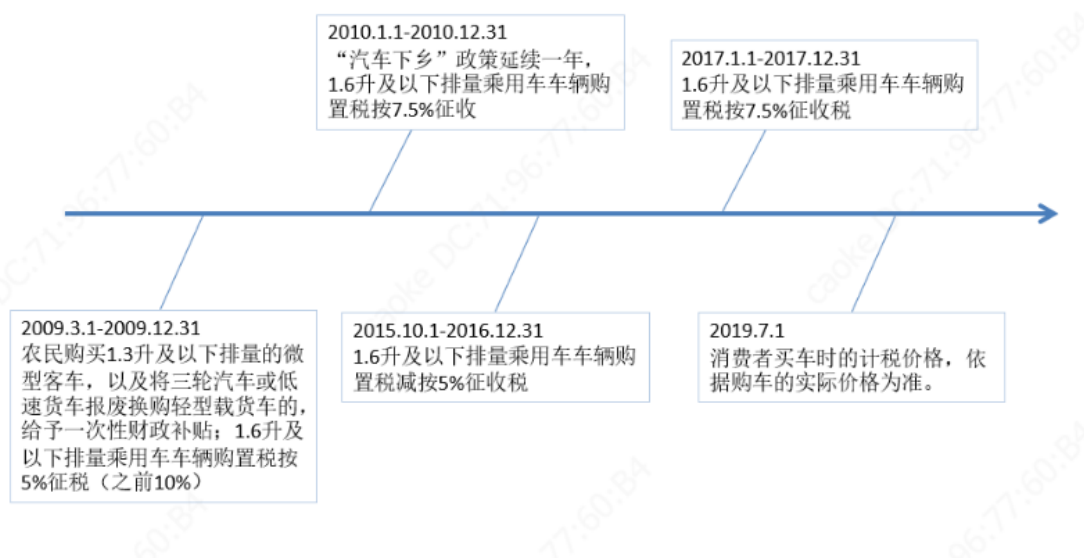 2010.1.1-2010.12.31
“汽车下乡”政策延续一年，
1.6升及以下排量乘用车车辆购
置税按7.5%征收
2017.1.1-2017.12.31
1.6升及以下排量乘用车车辆购
置税按7.5%征收税
2009.3.1-2009.12.31
农民购买1.3升及以下排量的微
型客车，以及将三轮汽车或低
速货车报废换购轻型载货车的，
给予一次性财政补贴；1.6升及
以下排量乘用车车辆购置税按
5%征税（之前10%）
2015.10.1-2016.12.31
1.6升及以下排量乘用车车辆购
置税减按5%征收税
2019.7.1
消费者买车时的计税价格，依
据购车的实际价格为准。
caoke DC:71:96:77:60:B4